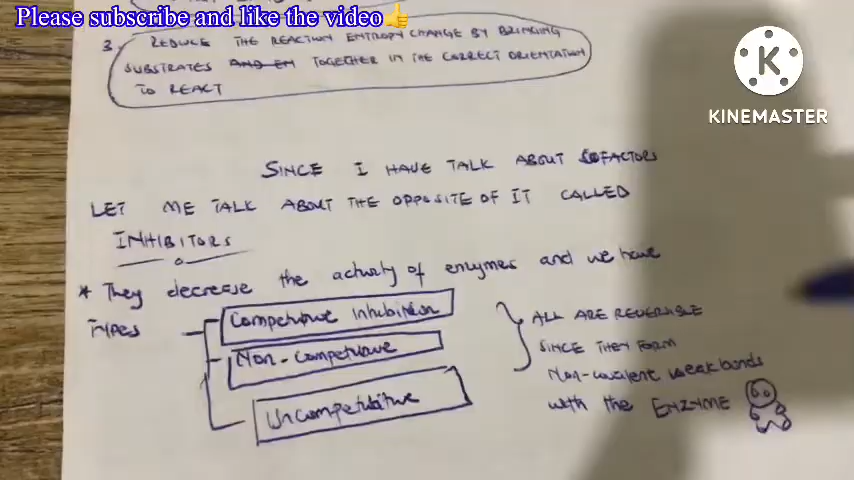 Please subscribe and like the video👍
KINEMASTER
3. REDUCE THE REACTION ENTROPY CHANGE BY BRINGING
SUBSTRATES AND EN TOGETHER IN THE CORRECT ORIENTATION
TO REACT
SINCE I HAVE TALK ABOUT COFACTORS
LET ME TALK ABOUT THE OPPOSITE OF IT CALLED
INHIBITORS
* They decrease the activity of enzymes and we have
TYPES
Competitive Inhibition
Non-competitive
Uncompetitive
ALL ARE REVERSABLE
SINCE THEY FORM
Non-covalent weak bonds
with the ENZYME